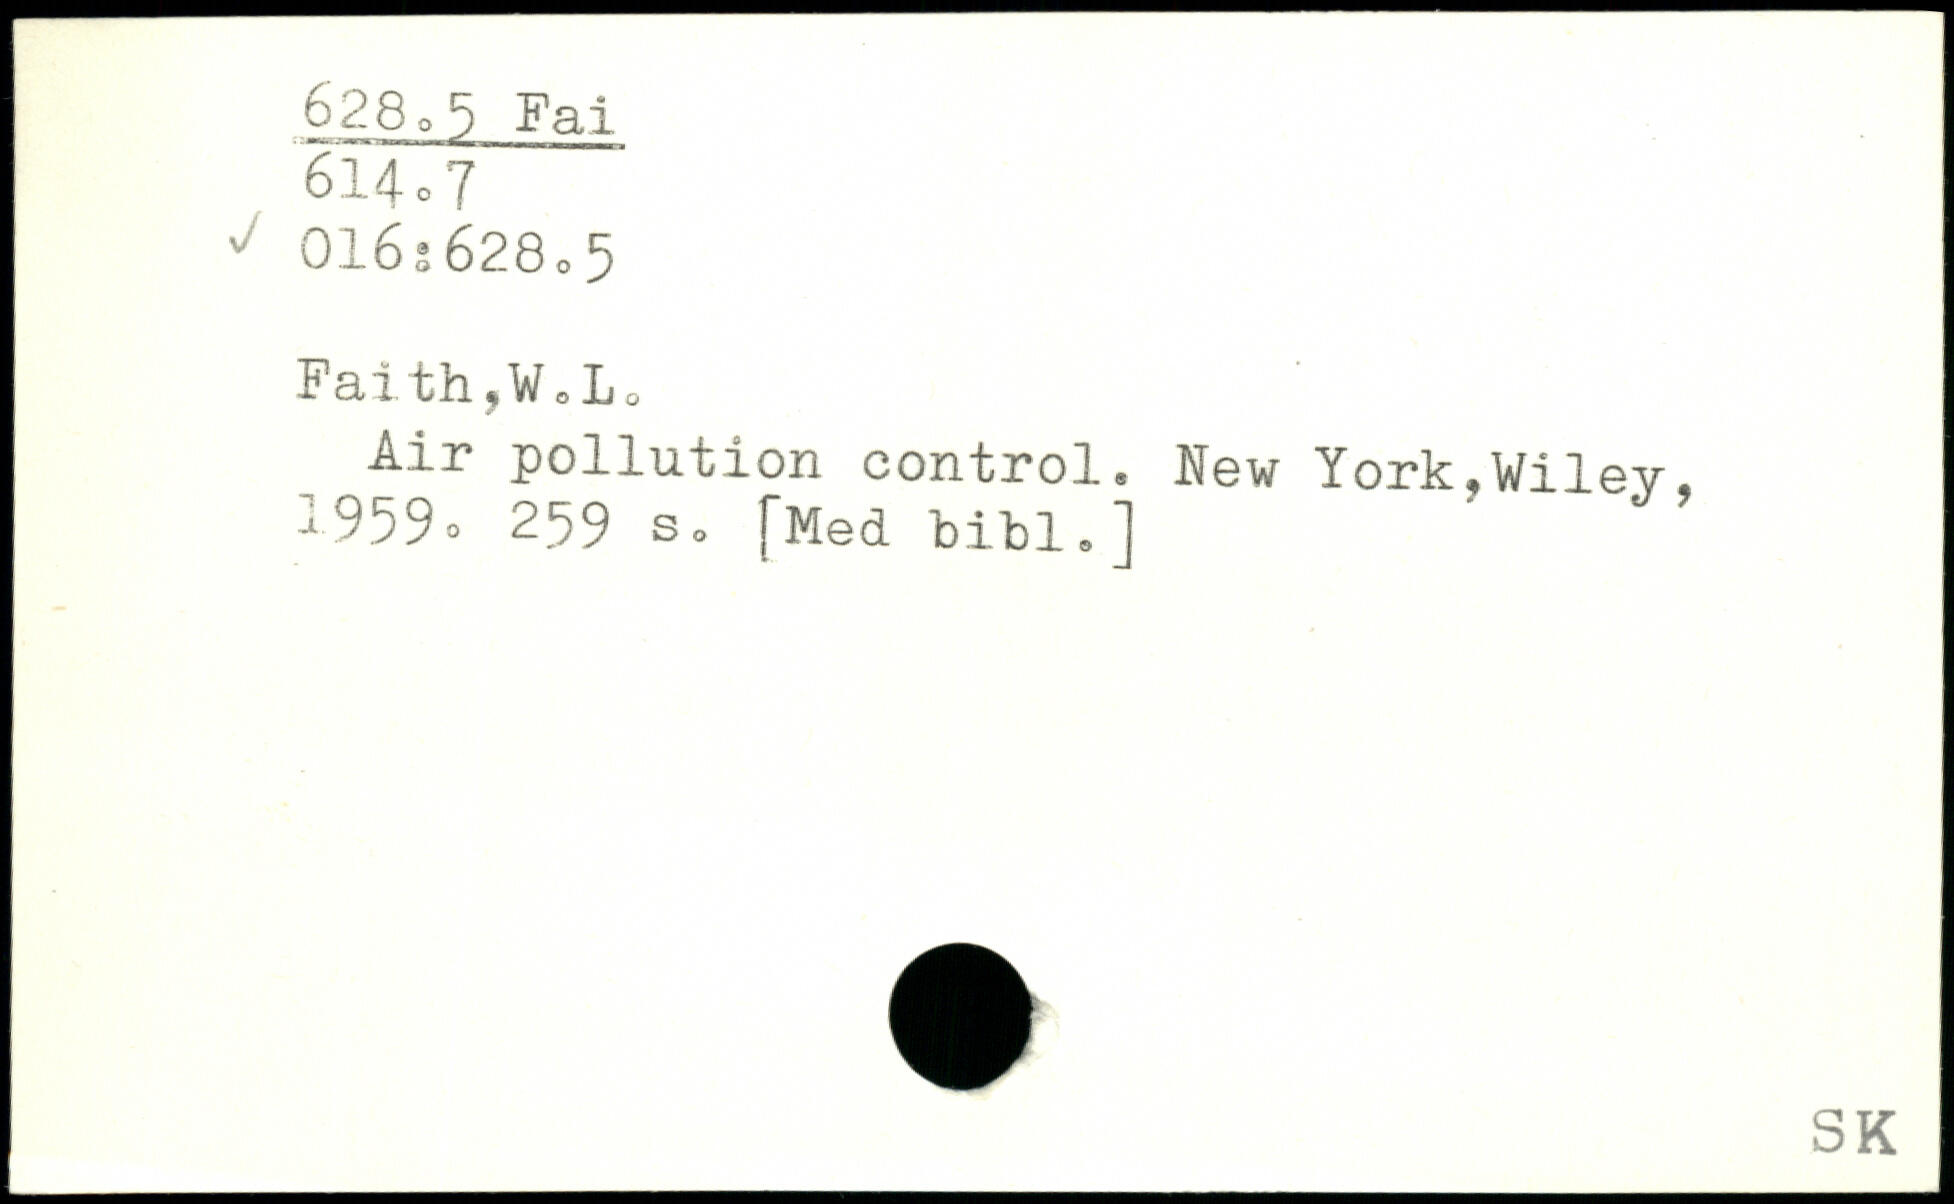 628.5 Fai
614.7
✓ 016:628.5
Faith,W.L.
Air pollution control. New York,Wiley,
1959. 259 s. [Med bibl.]
SK